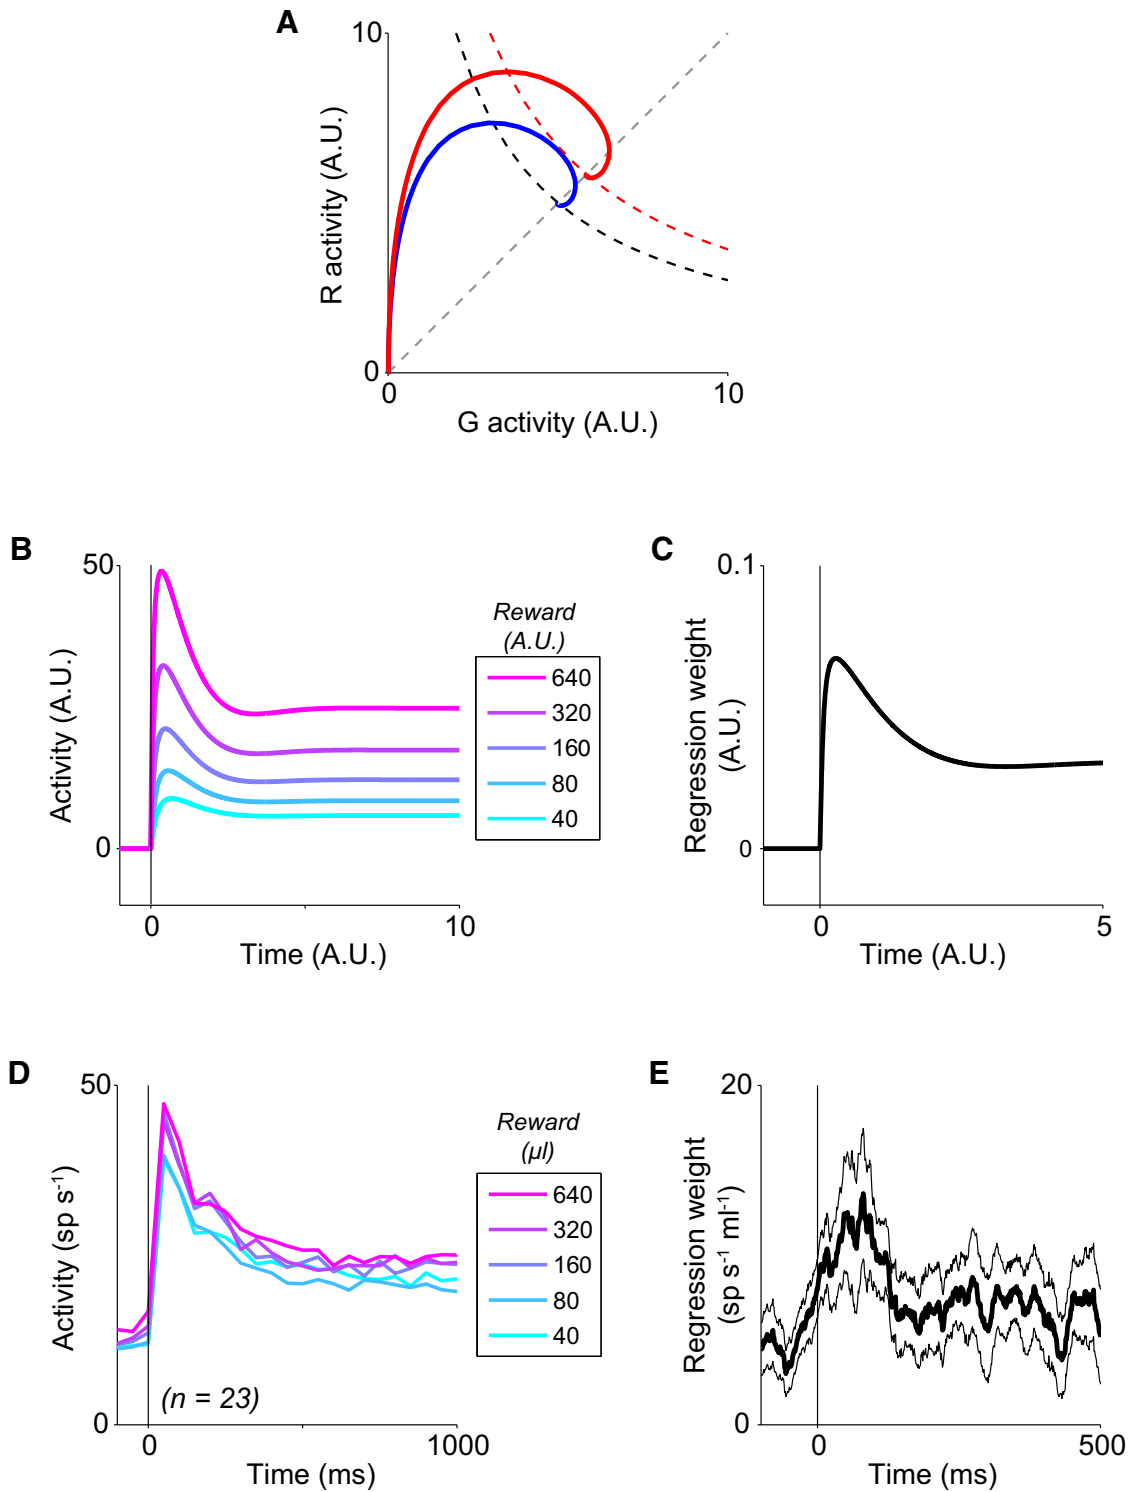 A
10
R activity (A.U.)
0
0
10
G activity (A.U.)
B
50
Activity (A.U.)
0
0
10
Time (A.U.)
Reward
(A.U.)
640
320
160
80
40
C
0.1
Regression weight
(A.U.)
0
0
5
Time (A.U.)
D
50
Activity (sp s⁻¹)
0
(n = 23)
0
1000
Time (ms)
Reward
(µl)
640
320
160
80
40
E
20
Regression weight
(sp s⁻¹ ml⁻¹)
0
0
500
Time (ms)